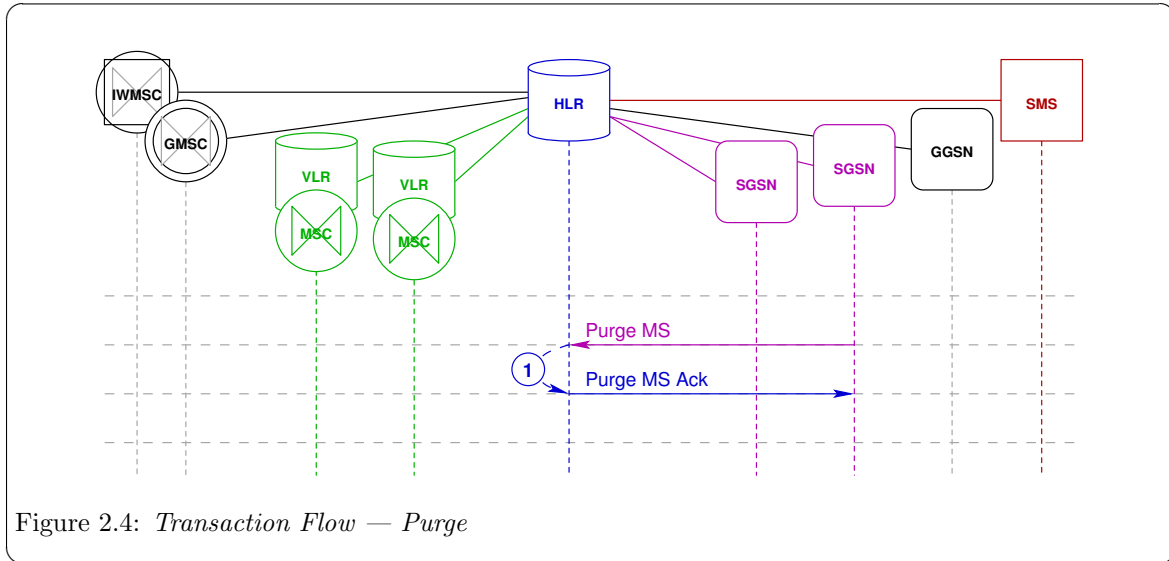 IWMSC
HLR
SMS
GMSC
GGSN
VLR
VLR
SGSN
SGSN
MSC
MSC
Purge MS
1
Purge MS Ack
Figure 2.4: Transaction Flow — Purge